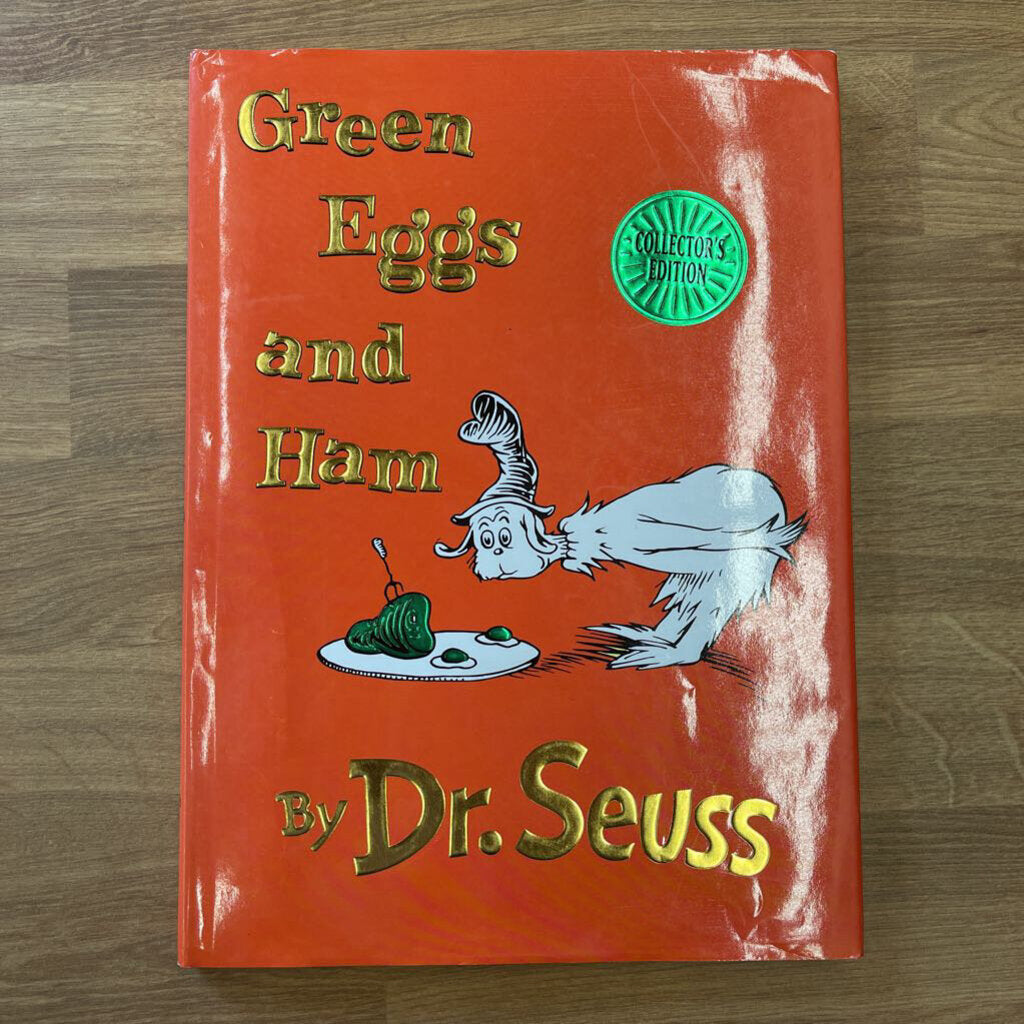 Green
Eggs
and
Ham
COLLECTOR'S
EDITION
By Dr. Seuss